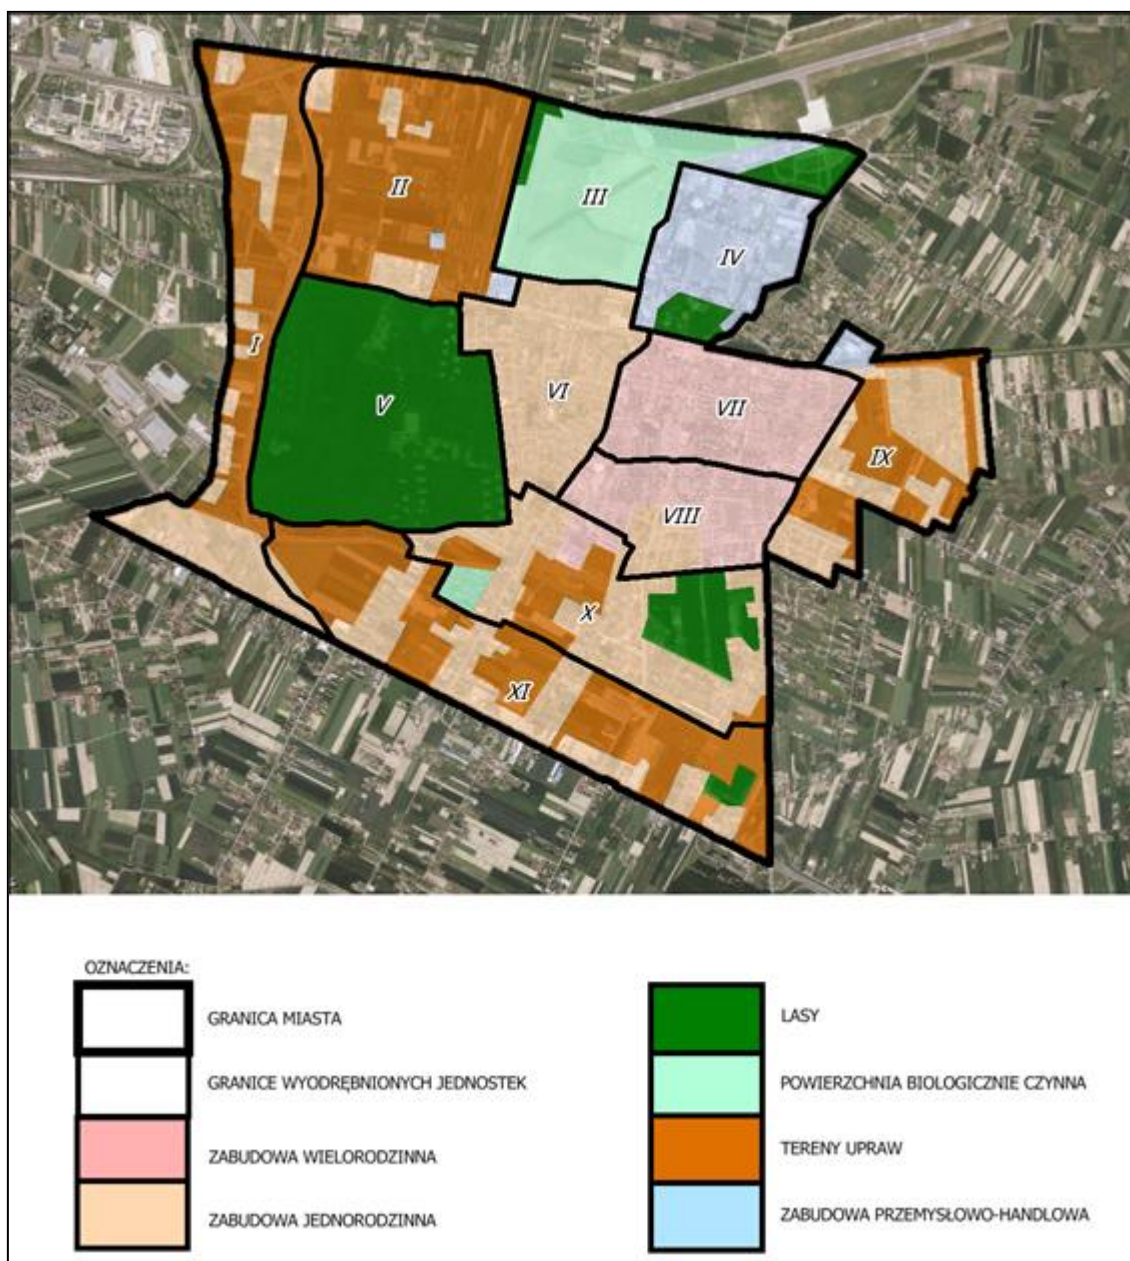 II
III
IV
I
V
VI
VII
IX
VIII
X
XI
OZNACZENIA:
GRANICA MIASTA
GRANICE WYODRĘBNIONYCH JEDNOSTEK
ZABUDOWA WIELORODZINNA
ZABUDOWA JEDNORODZINNA
LASY
POWIERZCHNIA BIOLOGICZNIE CZYNNA
TERENY UPRAW
ZABUDOWA PRZEMYSŁOWO-HANDLOWA